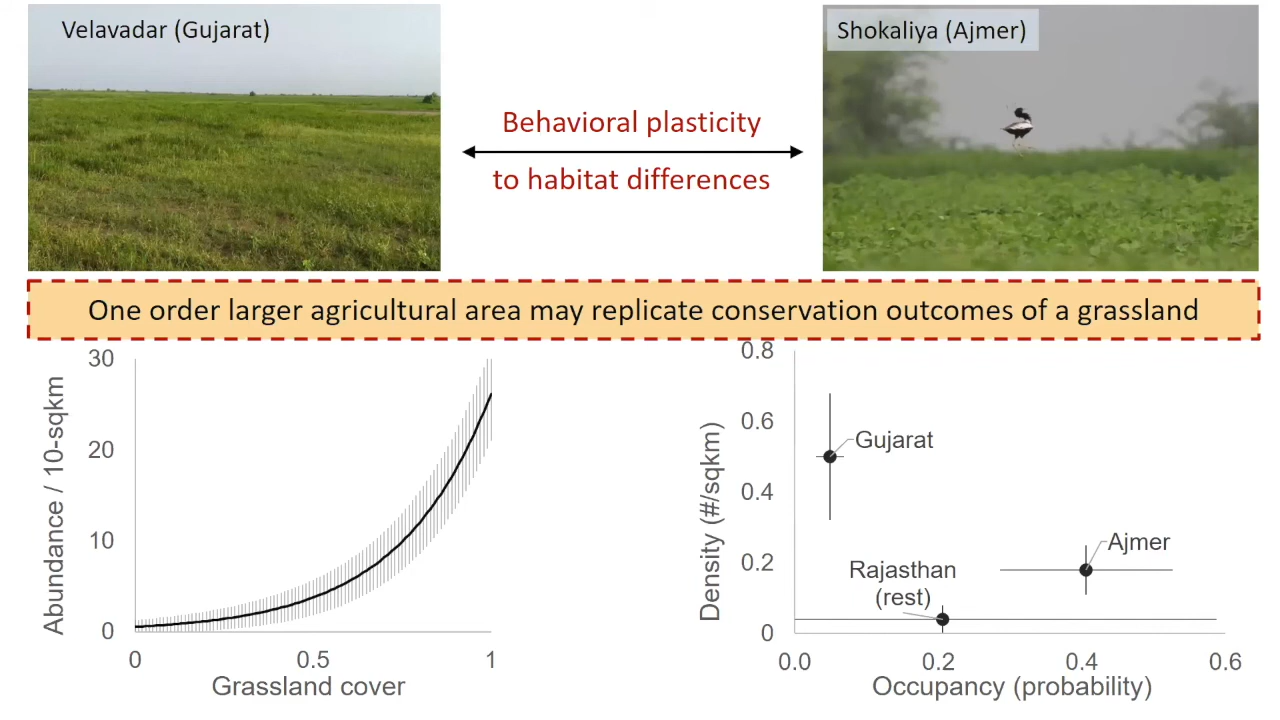 Velavadar (Gujarat)
Shokaliya (Ajmer)
Behavioral plasticity
to habitat differences
One order larger agricultural area may replicate conservation outcomes of a grassland
30
20
10
0
Abundance / 10-sqkm
0
0.5
1
Grassland cover
0.8
0.6
0.4
0.2
0
Density (#/sqkm)
Gujarat
Ajmer
Rajasthan
(rest)
0.0
0.2
0.4
0.6
Occupancy (probability)